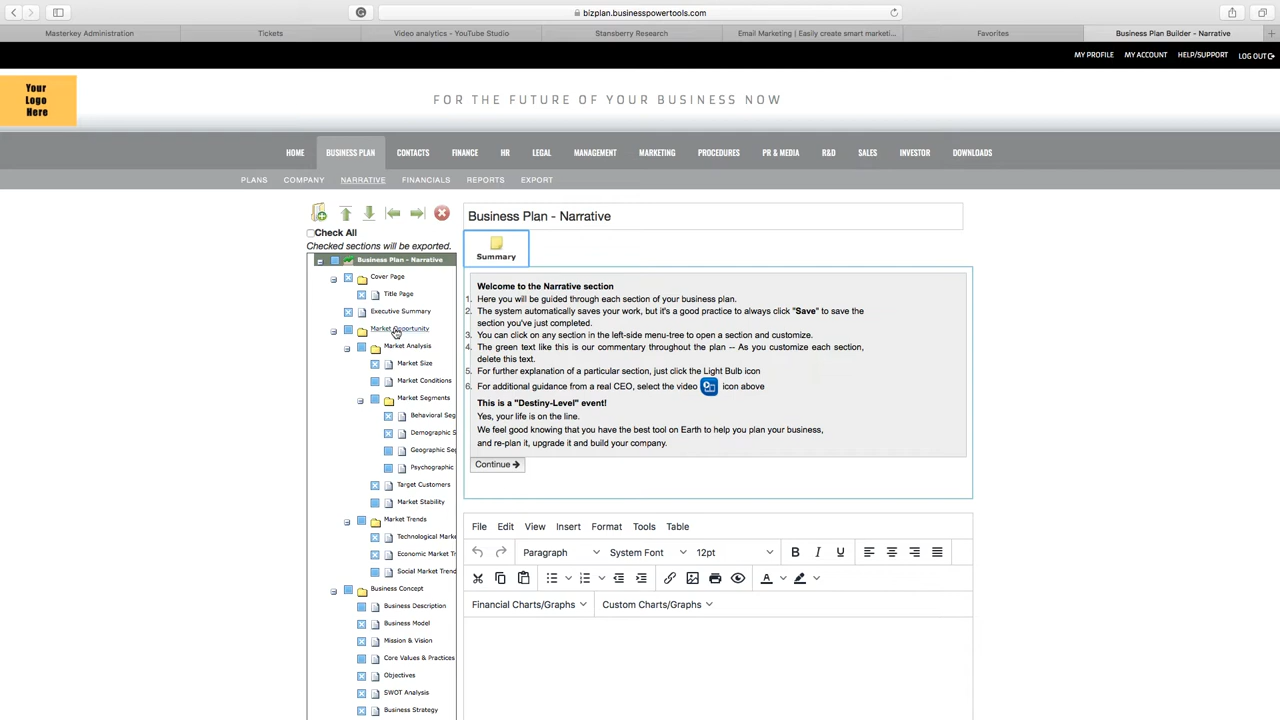 bizplan.businesspowertools.com
Masterkey Administration
Tickets
Video analytics - YouTube Studio
Stansberry Research
Email Marketing | Easily create smart marketi...
Favorites
Business Plan Builder - Narrative
MY PROFILE
MY ACCOUNT
HELP/SUPPORT
LOG OUT
Your
Logo
Here
FOR THE FUTURE OF YOUR BUSINESS NOW
HOME
BUSINESS PLAN
CONTACTS
FINANCE
HR
LEGAL
MANAGEMENT
MARKETING
PROCEDURES
PR & MEDIA
R&D
SALES
INVESTOR
DOWNLOADS
PLANS
COMPANY
NARRATIVE
FINANCIALS
REPORTS
EXPORT
Check All
Checked sections will be exported.
Business Plan - Narrative
Cover Page
Title Page
Executive Summary
Market Opportunity
Market Analysis
Market Size
Market Conditions
Market Segments
Behavioral Seg
Demographic S
Geographic Seg
Psychographic
Target Customers
Market Stability
Market Trends
Technological Marke
Economic Market Tr
Social Market Trend
Business Concept
Business Description
Business Model
Mission & Vision
Core Values & Practices
Objectives
SWOT Analysis
Business Strategy
Business Plan - Narrative
Summary
Welcome to the Narrative section
1. Here you will be guided through each section of your business plan.
2. The system automatically saves your work, but it's a good practice to always click "Save" to save the
section you've just completed.
3. You can click on any section in the left-side menu-tree to open a section and customize.
4. The green text like this is our commentary throughout the plan -- As you customize each section,
delete this text.
5. For further explanation of a particular section, just click the Light Bulb icon
6. For additional guidance from a real CEO, select the video icon above
This is a "Destiny-Level" event!
Yes, your life is on the line.
We feel good knowing that you have the best tool on Earth to help you plan your business,
and re-plan it, upgrade it and build your company.
Continue
File Edit View Insert Format Tools Table
Paragraph System Font 12pt B I U
A
Financial Charts/Graphs Custom Charts/Graphs